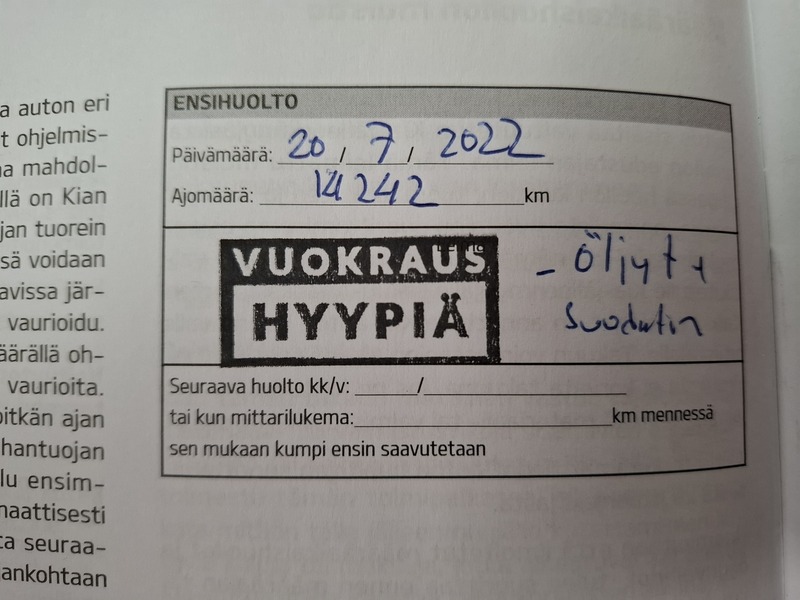 a auton eri
t ohjelmis-
na mahdol-
llä on Kian
jan tuorein
sä voidaan
avissa jär-
vaurioidu.
äärällä oh-
vaurioita.
pitkän ajan
hantuojan
lu ensim-
maattisesti
ta seuraa-
ankohtaan
ENSIHUOLTO
Päivämäärä: 20 / 7 / 2022
Ajomäärä: 14242 km
VUOKRAUS
HYYPIÄ
- Öljyt +
Suodatin
Seuraava huolto kk/v: /
tai kun mittarilukema: km mennessä
sen mukaan kumpi ensin saavutetaan